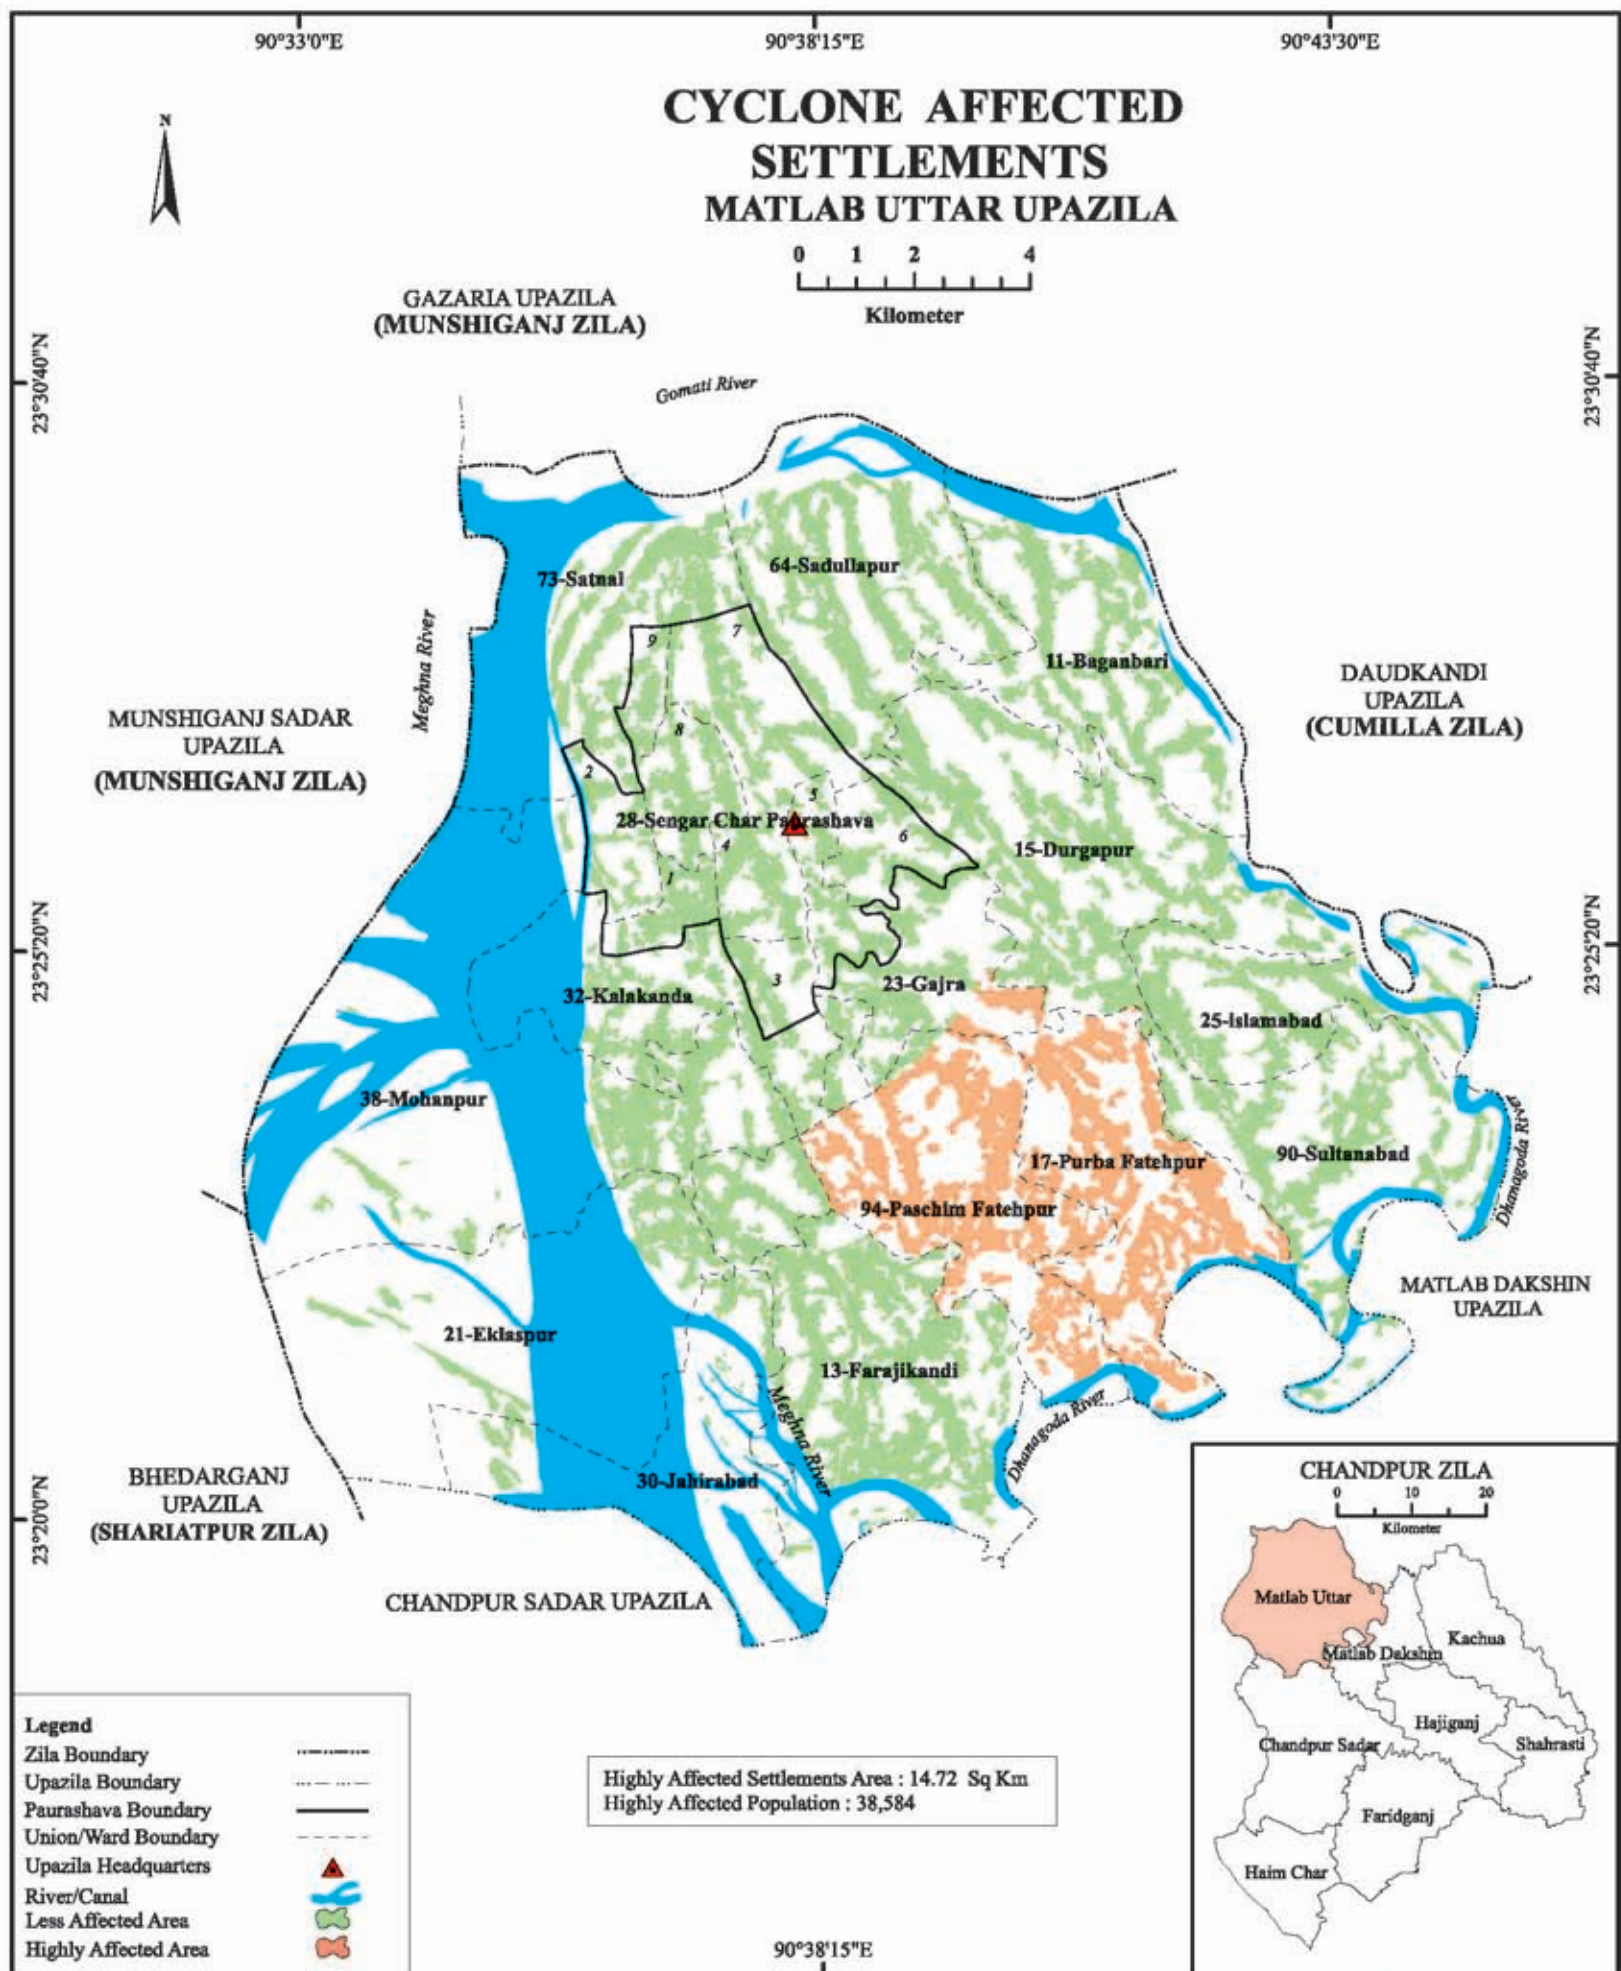 90°33'0"E
90°38'15"E
90°43'30"E
CYCLONE AFFECTED
SETTLEMENTS
MATLAB UTTAR UPAZILA
N
0 1 2 4
Kilometer
GAZARIA UPAZILA
(MUNSHIGANJ ZILA)
23°30'40"N
23°30'40"N
Gomati River
73-Satnal
64-Sadullapur
9
7
Meghna River
11-Baganbari
DAUDKANDI
UPAZILA
(CUMILLA ZILA)
MUNSHIGANJ SADAR
UPAZILA
(MUNSHIGANJ ZILA)
8
2
5
28-Sengar Char Paurashava
6
4
15-Durgapur
1
23°25'20"N
23°25'20"N
3
23-Gajra
32-Kalakanda
25-Islamabad
38-Mohanpur
17-Purba Fatehpur
90-Sultanabad
Dhanagoda River
94-Paschim Fatehpur
MATLAB DAKSHIN
UPAZILA
21-Eklaspur
13-Farajikandi
Meghna River
Dhanagoda River
30-Jahirabad
BHEDARGANJ
UPAZILA
(SHARIATPUR ZILA)
23°20'0"N
CHANDPUR SADAR UPAZILA
CHANDPUR ZILA
0 10 20
Kilometer
Matlab Uttar
Matlab Dakshin
Kachua
Hajiganj
Chandpur Sadar
Shahrasti
Faridganj
Haim Char
Legend
Zila Boundary
Upazila Boundary
Paurashava Boundary
Union/Ward Boundary
Upazila Headquarters
River/Canal
Less Affected Area
Highly Affected Area
Highly Affected Settlements Area : 14.72 Sq Km
Highly Affected Population : 38,584
90°38'15"E